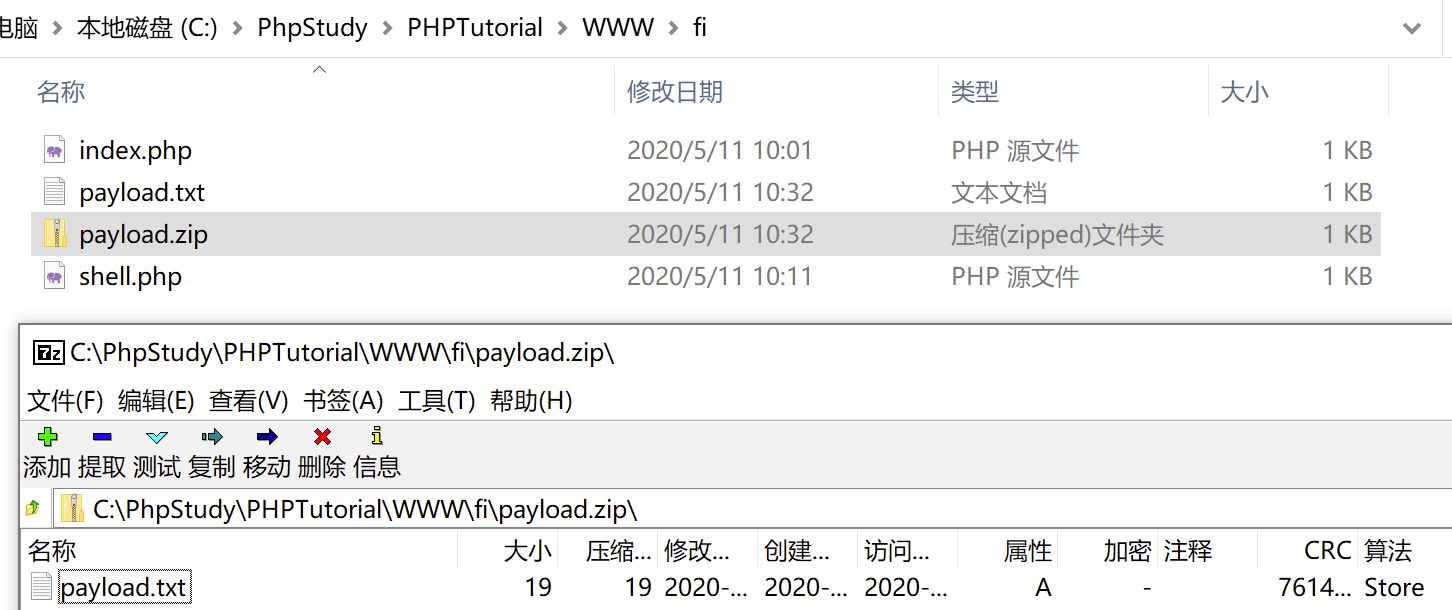 电脑 › 本地磁盘 (C:) › PhpStudy › PHPTutorial › WWW › fi
名称 修改日期 类型 大小
index.php 2020/5/11 10:01 PHP 源文件 1 KB
payload.txt 2020/5/11 10:32 文本文档 1 KB
payload.zip 2020/5/11 10:32 压缩(zipped)文件夹 1 KB
shell.php 2020/5/11 10:11 PHP 源文件 1 KB
7z C:\PhpStudy\PHPTutorial\WWW\fi\payload.zip\
文件(F) 编辑(E) 查看(V) 书签(A) 工具(T) 帮助(H)
添加 提取 测试 复制 移动 删除 信息
C:\PhpStudy\PHPTutorial\WWW\fi\payload.zip\
名称 大小 压缩... 修改... 创建... 访问... 属性 加密 注释 CRC 算法
payload.txt 19 19 2020-... 2020-... 2020-... A - 7614... Store